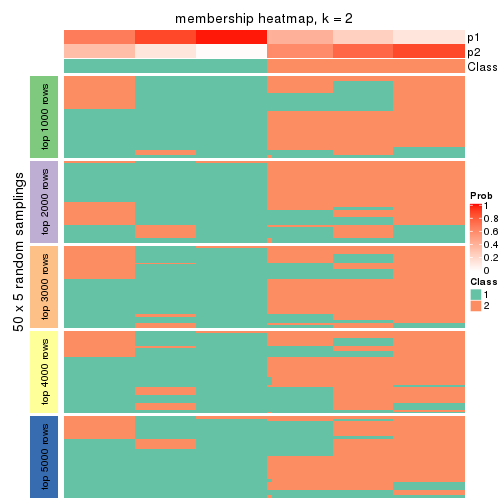 membership heatmap, k = 2
p1
p2
Class
50 x 5 random samplings
top 1000 rows
top 2000 rows
top 3000 rows
top 4000 rows
top 5000 rows
Prob
1
0.8
0.6
0.4
0.2
0
Class
1
2